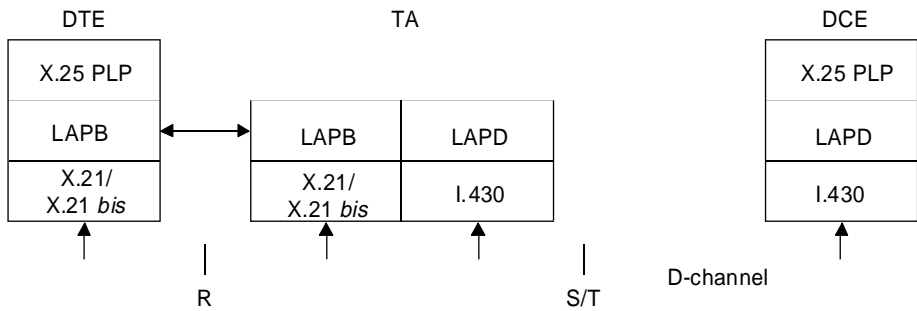 DTE
TA
DCE
X.25 PLP
X.25 PLP
LAPB
LAPB
LAPD
LAPD
X.21/
X.21 bis
X.21/
X.21 bis
I.430
I.430
D-channel
R
S/T